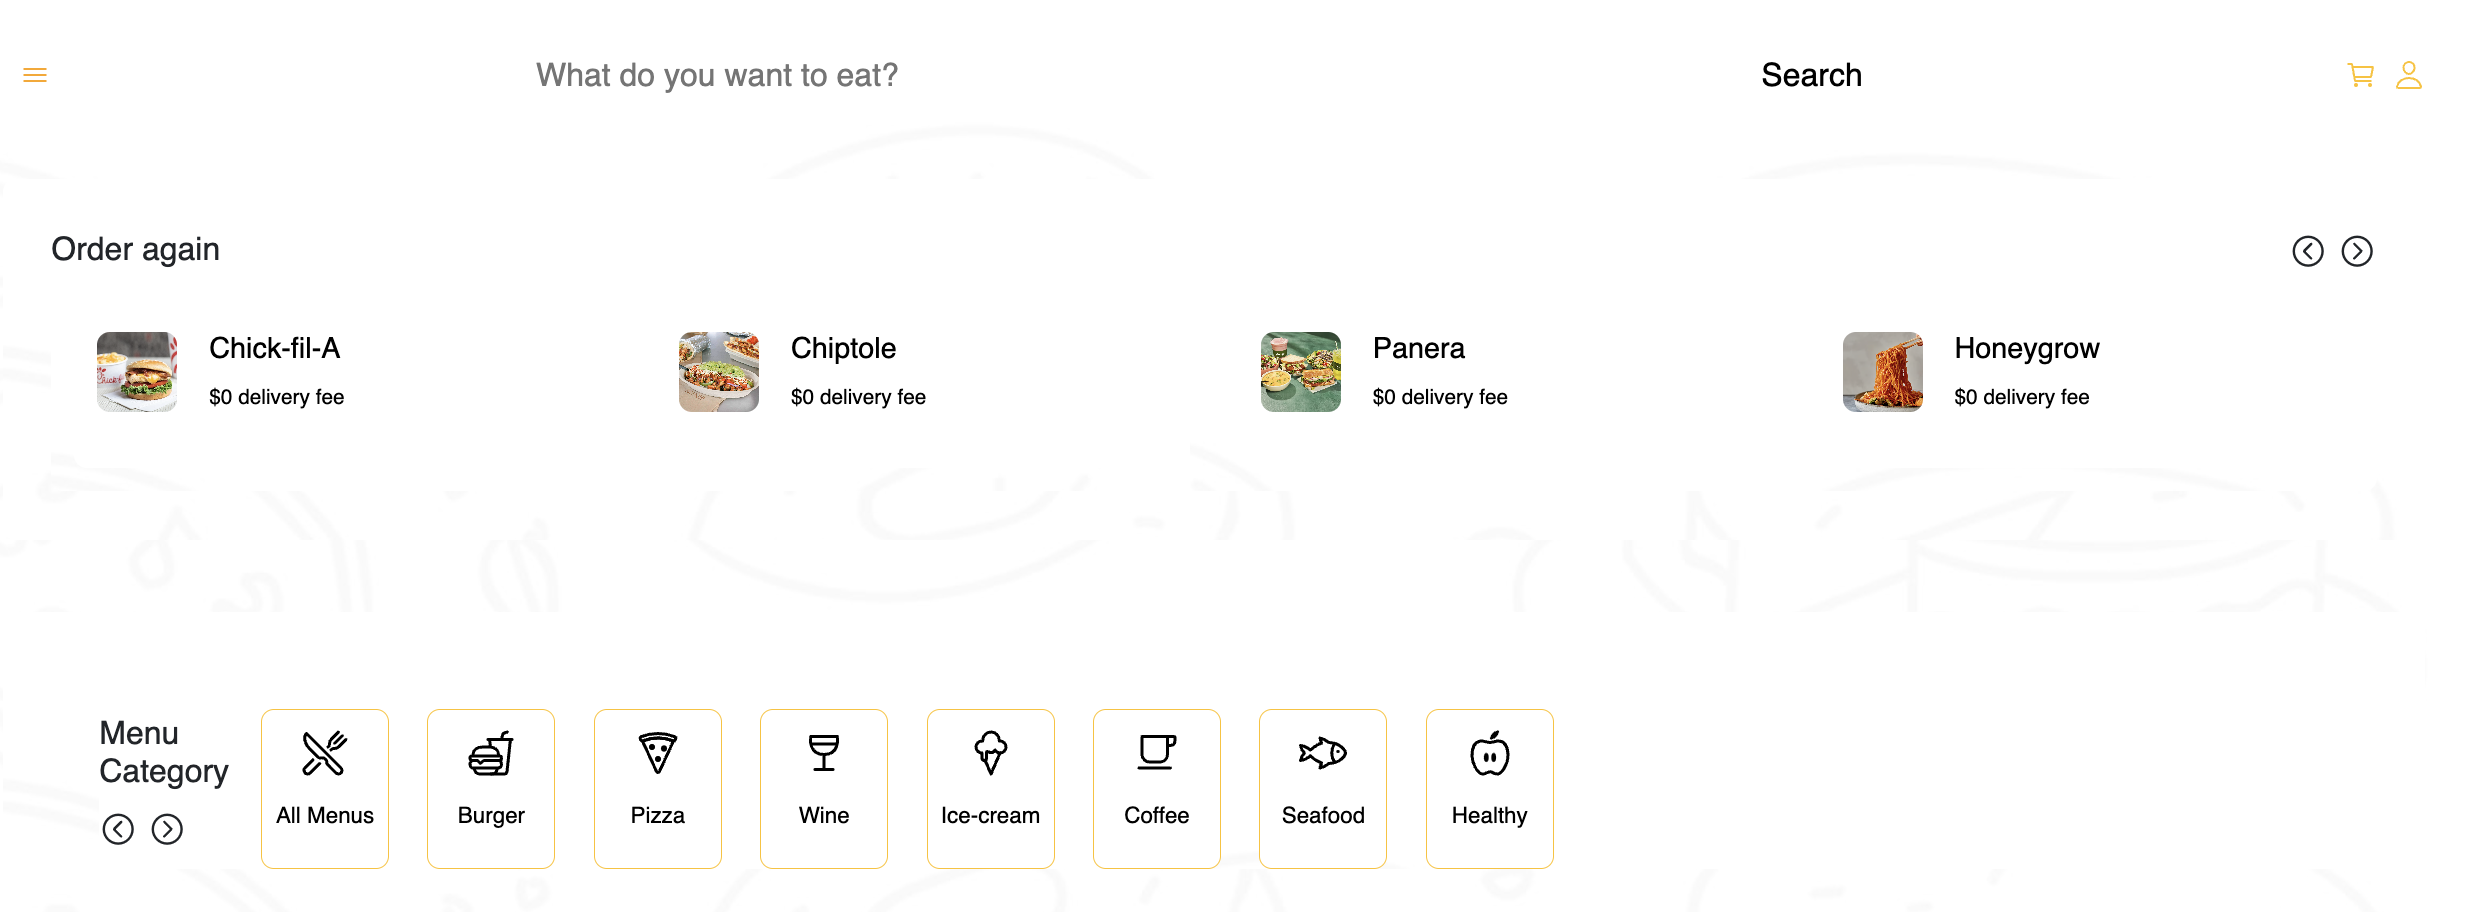 What do you want to eat?
Search
Order again
Chick-fil-A
$0 delivery fee
Chiptole
$0 delivery fee
Panera
$0 delivery fee
Honeygrow
$0 delivery fee
Menu
Category
All Menus
Burger
Pizza
Wine
Ice-cream
Coffee
Seafood
Healthy